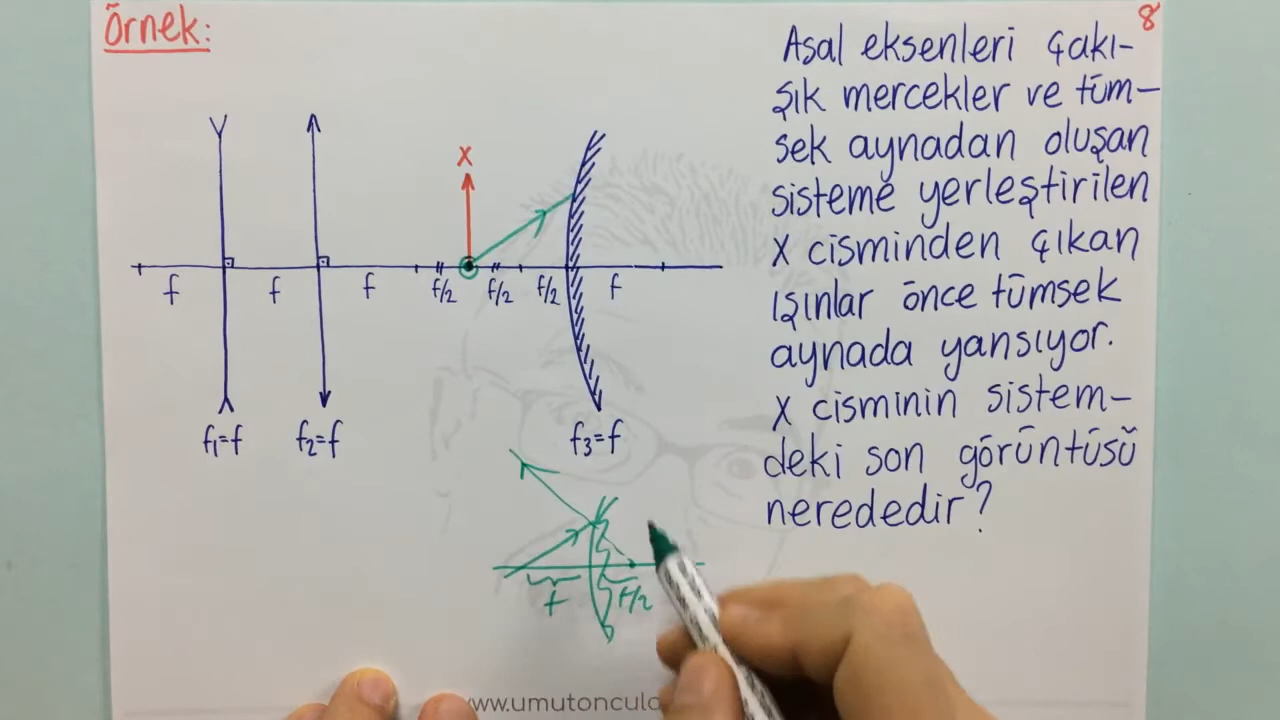 Örnek:
8
Asal eksenleri çakı-
şık mercekler ve tüm-
sek aynadan oluşan
sisteme yerleştirilen
X cisminden çıkan
ışınlar önce tümsek
aynada yansıyor.
X cisminin sistem-
deki son görüntüsü
nerededir?
X
f f f f/2 f/2 f/2 f
f₁=f f₂=f f₃=f
f f/2
www.umutoncul